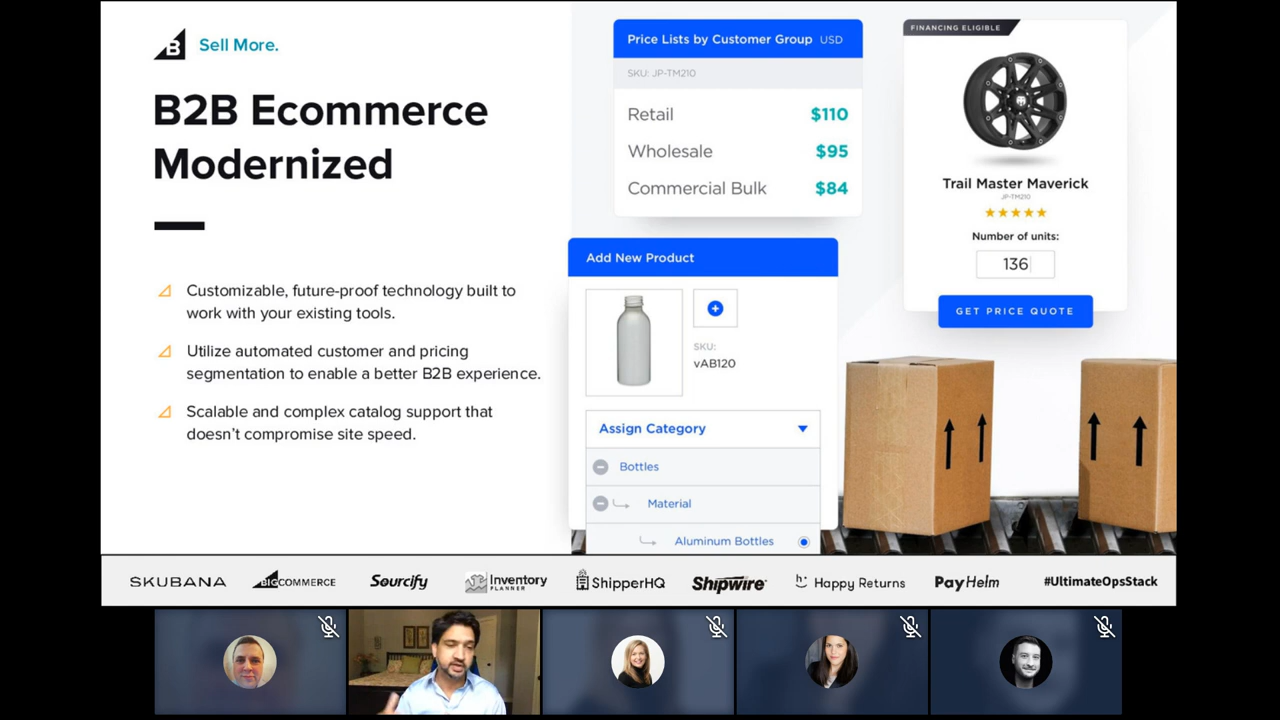 B Sell More.
B2B Ecommerce
Modernized
Customizable, future-proof technology built to
work with your existing tools.
Utilize automated customer and pricing
segmentation to enable a better B2B experience.
Scalable and complex catalog support that
doesn't compromise site speed.
Price Lists by Customer Group USD
SKU: JP-TM210
Retail $110
Wholesale $95
Commercial Bulk $84
FINANCING ELIGIBLE
Trail Master Maverick
JP-TM210
Number of units:
136
GET PRICE QUOTE
Add New Product
SKU:
vAB120
Assign Category
Bottles
Material
Aluminum Bottles
SKUBANA BIGCOMMERCE Sourcify Inventory PLANNER ShipperHQ Shipwire Happy Returns PayHelm #UltimateOpsStack